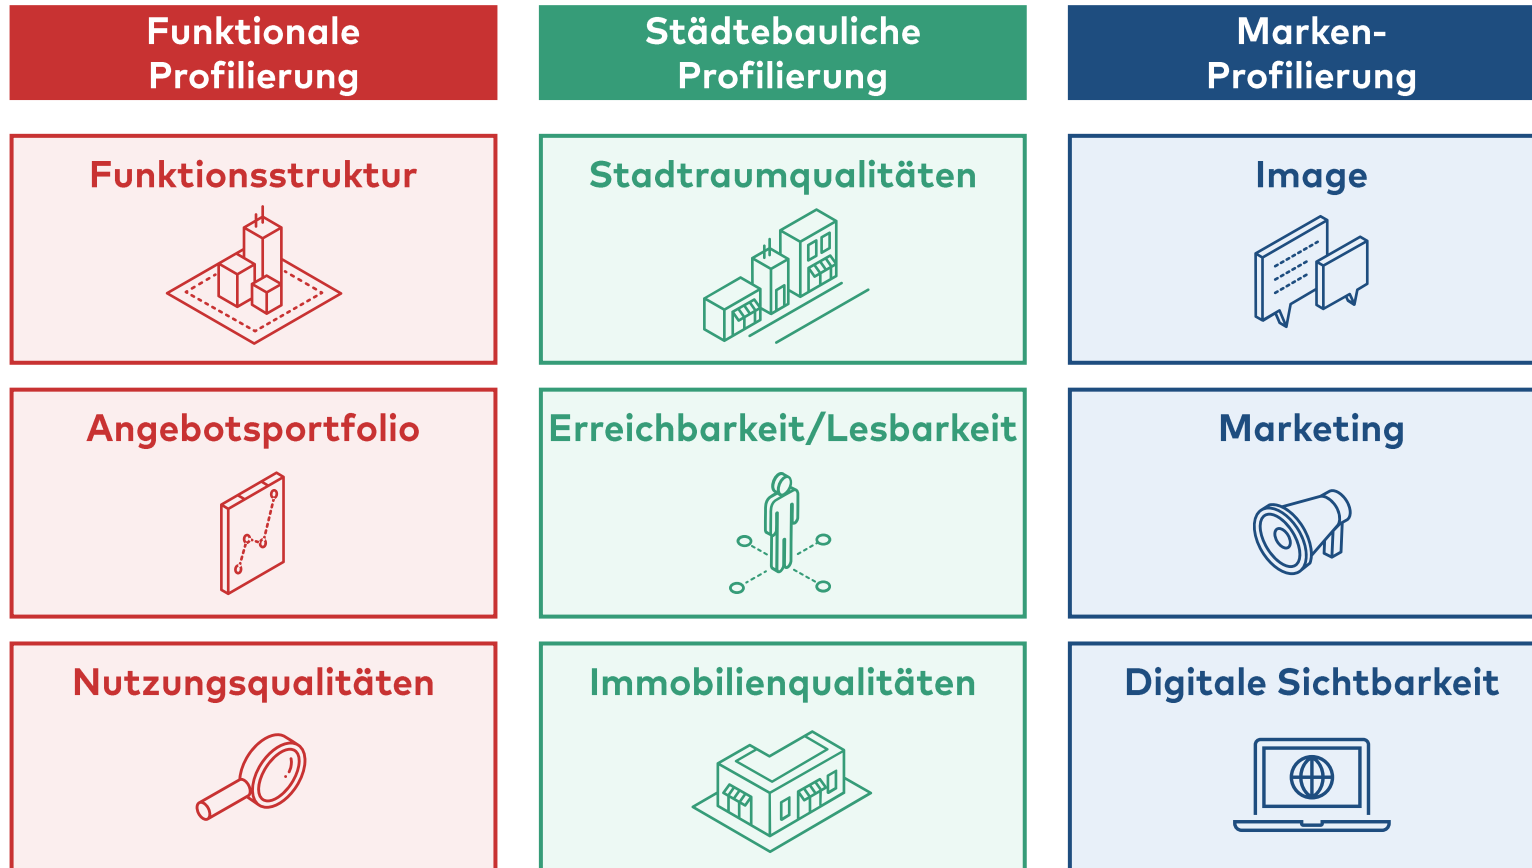 Funktionale
Profilierung
Städtebauliche
Profilierung
Marken-
Profilierung
Funktionsstruktur
Stadtraumqualitäten
Image
Angebotsportfolio
Erreichbarkeit/Lesbarkeit
Marketing
Nutzungsqualitäten
Immobilienqualitäten
Digitale Sichtbarkeit